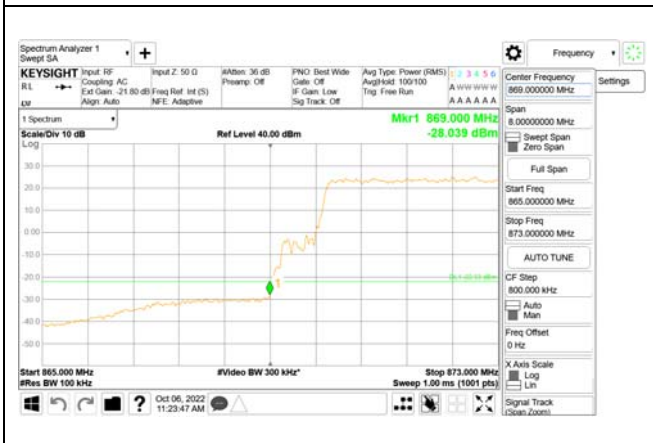 Spectrum Analyzer 1
Swept SA
+
Frequency
KEYSIGHT
Input: RF
Coupling: AC
Ext Gain: -21.80 dB
Align: Auto
Input Z: 50 Ω
Freq Ref: Int (S)
NFE: Adaptive
#Atten: 36 dB
Preamp: Off
PNO: Best Wide
Gate: Off
IF Gain: Low
Sig Track: Off
Avg Type: Power (RMS)
Avg|Hold: 100/100
Trig: Free Run
1 2 3 4 5 6
A W W W W W
A A A A A A
RL
Center Frequency
869.000000 MHz
Settings
1 Spectrum
Mkr1 869.000 MHz
Scale/Div 10 dB
Ref Level 40.00 dBm
-28.039 dBm
Log
30.0
20.0
10.0
0.00
-10.0
-20.0
-30.0
-40.0
-50.0
1
Span
8.00000000 MHz
Swept Span
Zero Span
Full Span
Start Freq
865.000000 MHz
Stop Freq
873.000000 MHz
AUTO TUNE
CF Step
800.000 kHz
Auto
Man
Freq Offset
0 Hz
X Axis Scale
Log
Lin
Signal Track
(Span Zoom)
Start 865.000 MHz
#Video BW 300 kHz*
Stop 873.000 MHz
#Res BW 100 kHz
Sweep 1.00 ms (1001 pts)
?
Oct 06, 2022
11:23:47 AM